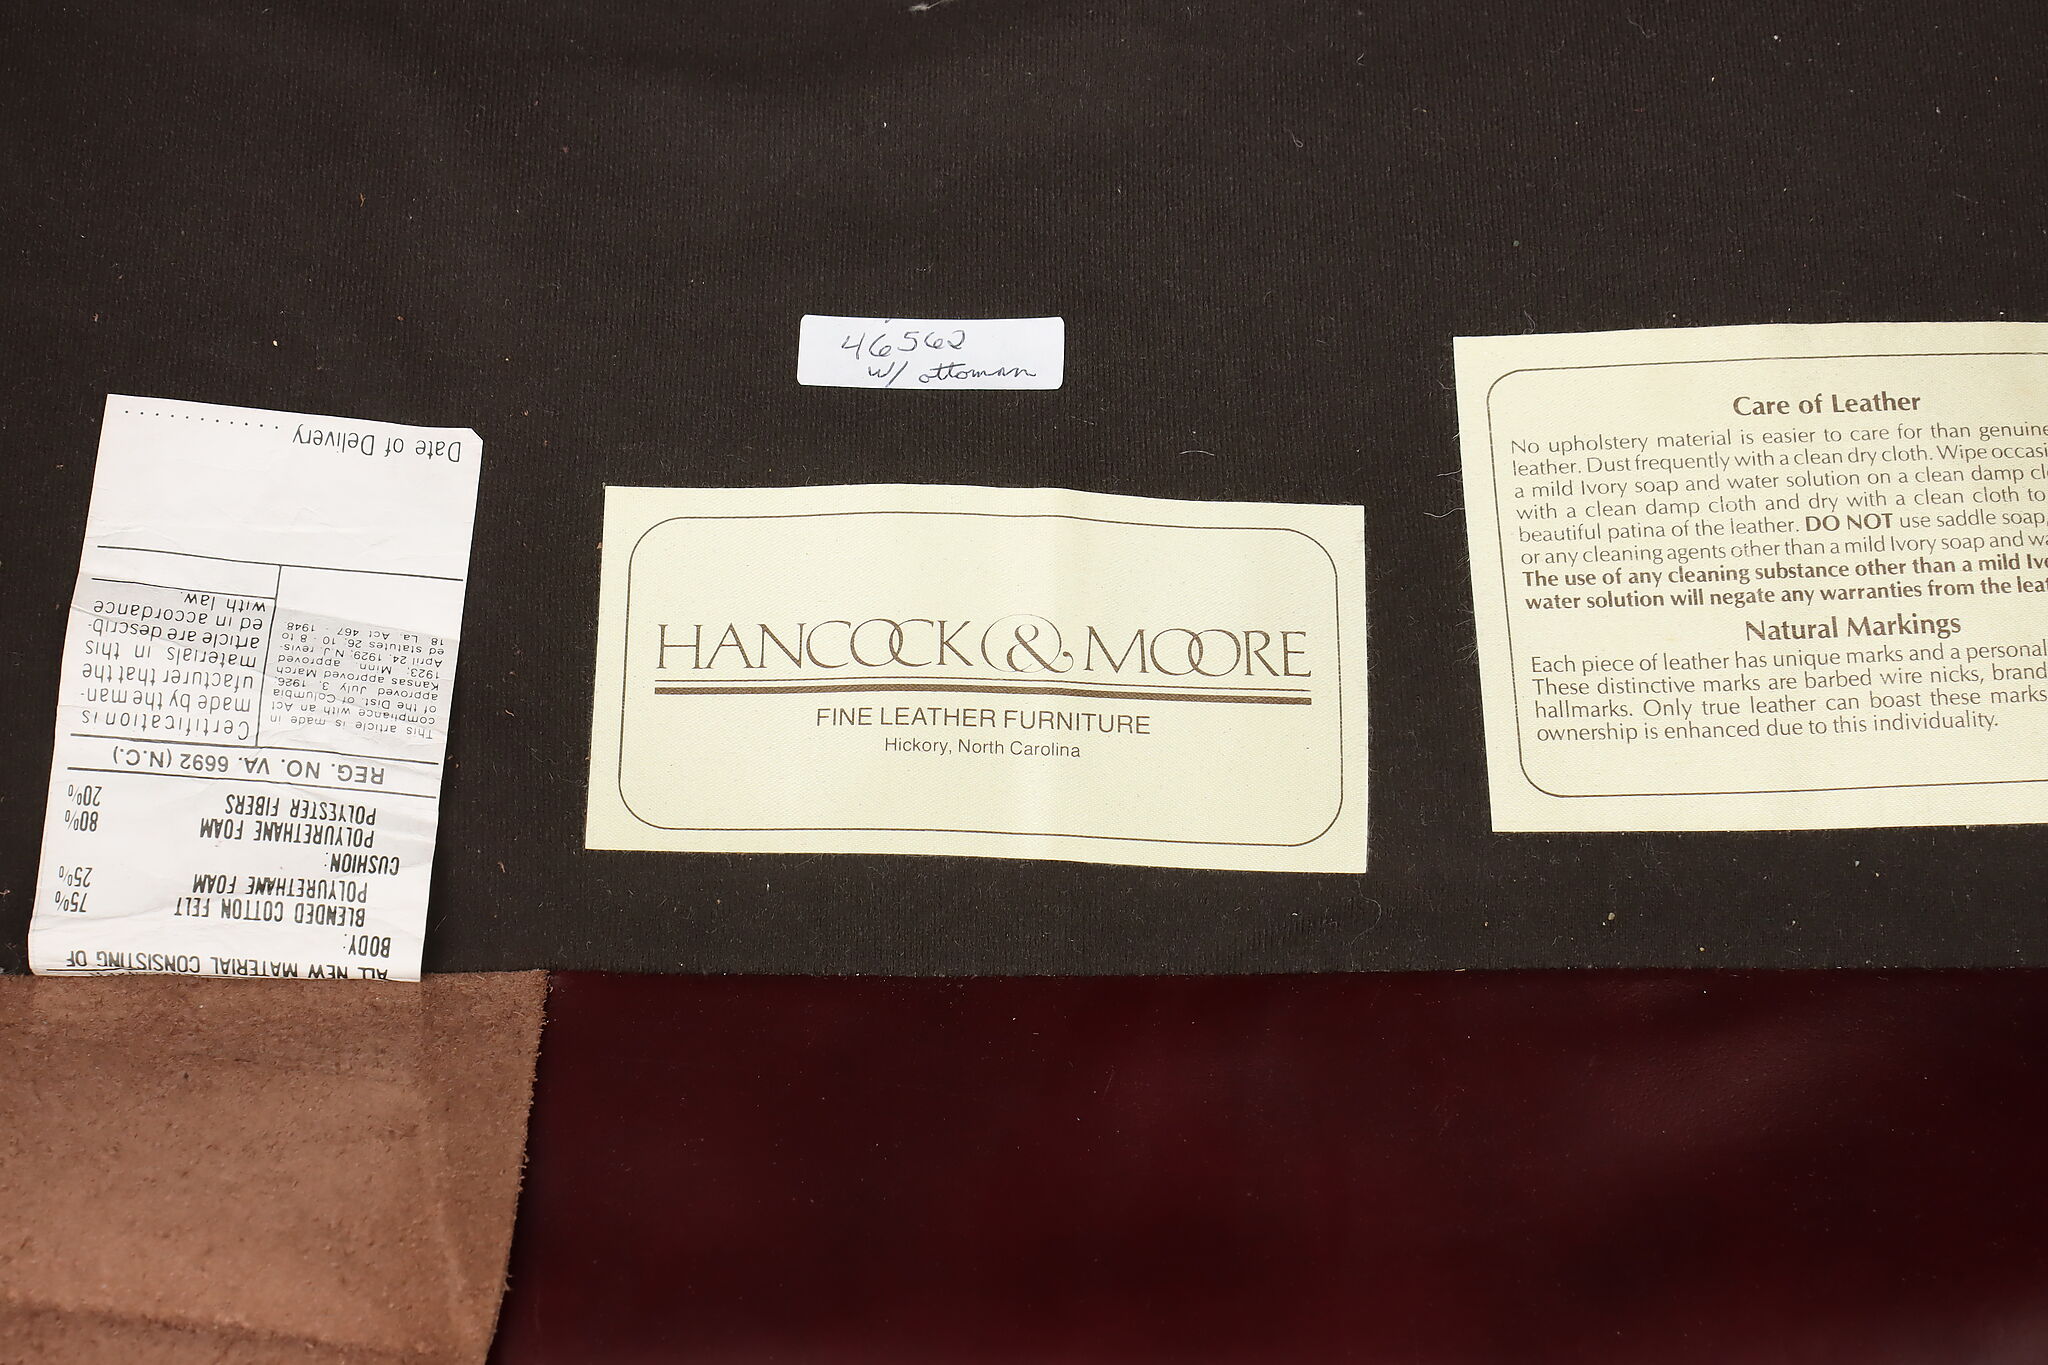 46562
w/ ottoman
HANCOCK & MOORE
FINE LEATHER FURNITURE
Hickory, North Carolina
Care of Leather
No upholstery material is easier to care for than genuine
leather. Dust frequently with a clean dry cloth. Wipe
a mild Ivory soap and water solution on a clean damp
with a clean damp cloth and dry with a clean cloth to
beautiful patina of the leather. DO NOT use saddle soap,
or any cleaning agents other than a mild Ivory soap and
The use of any cleaning substance other than a mild
water solution will negate any warranties from the
Natural Markings
Each piece of leather has unique marks and a personal
These distinctive marks are barbed wire nicks,
hallmarks. Only true leather can boast these marks
ownership is enhanced due to this individuality.
ALL NEW MATERIAL CONSISTING OF
BODY:
BLENDED COTTON FELT 75%
POLYURETHANE FOAM 25%
CUSHION:
POLYURETHANE FOAM 80%
POLYESTER FIBERS 20%
REG. NO. VA. 6692 (N.C.)
This article is made in
compliance with an Act
of the Dist. of Columbia
approved July 3, 1926.
Kansas approved March
1923; Minn. approved
April 24, 1929, N.J. revis-
ed statutes 26, 10 - 8 to
18. La. Act 467 - 1948
Certification is
made by the man-
ufacturer that the
materials in this
article are describ-
ed in accordance
with law.
Date of Delivery ...........